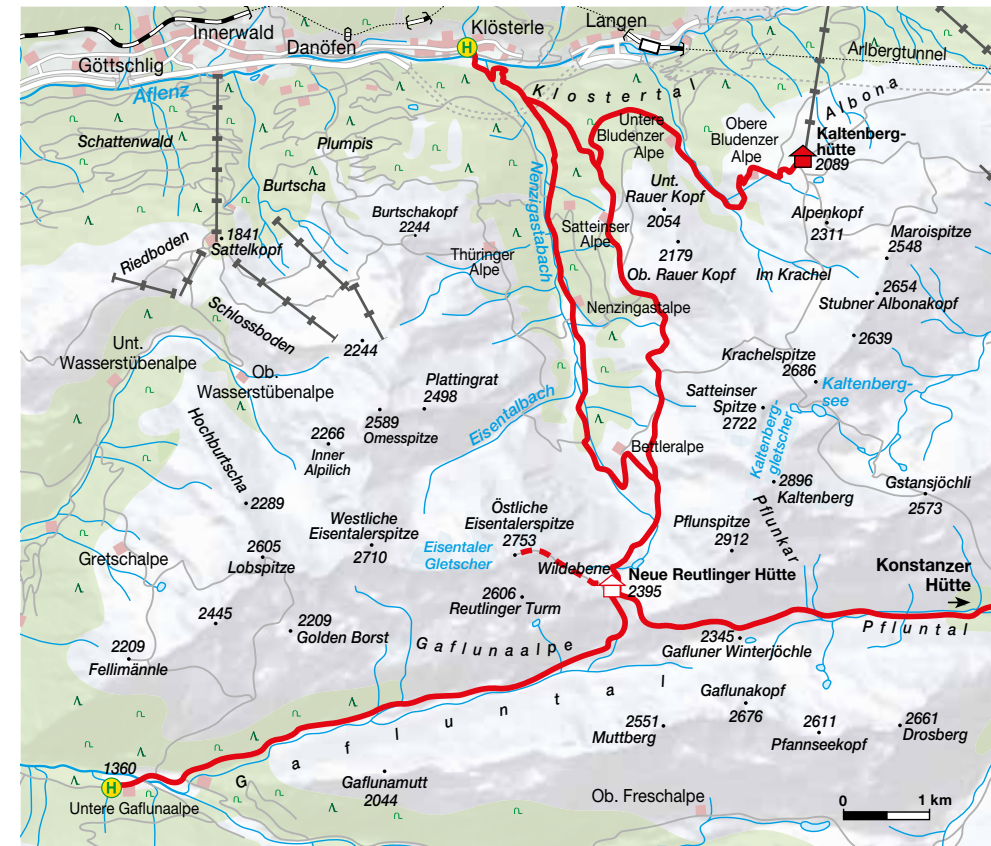 Innerwald
Göttschlig
Danöfen
H
Klösterle
Langen
Arlbergtunnel
Aflenz
Klostertal
Albona
Schattenwald
Plumpis
Untere
Bludenzer
Alpe
Obere
Bludenzer
Alpe
Kaltenberg-
hütte
2089
Burtscha
Nenzigastabach
Unt.
Rauer Kopf
2054
Burtschakopf
2244
Alpenkopf
2311
1841
Sattelkopf
Satteinser
Alpe
Maroispitze
2548
Riedboden
Thüringer
Alpe
2179
Ob. Rauer Kopf
Im Krachel
2654
Stubner Albonakopf
Schlossboden
Nenzingastalpe
2639
Unt.
Wasserstübenalpe
2244
Ob.
Wasserstübenalpe
Krachelspitze
2686
Kaltenberg-
see
Plattingrat
2498
Satteinser
Spitze
2722
Kaltenberg-
gletscher
Hochburtscha
2589
Omesspitze
Eisentalbach
2266
Inner
Alpilich
Bettleralpe
2896
Kaltenberg
Gstansjöchli
2573
2289
Östliche
Eisentalerspitze
2753
Pflunkar
Westliche
Eisentalerspitze
2710
Pflunspitze
2912
Gretschalpe
2605
Lobspitze
Eisentaler
Gletscher
Wildebene
Neue Reutlinger Hütte
2395
Konstanzer
Hütte
2606
Reutlinger Turm
2445
2209
Golden Borst
Gaflunaalpe
2345
Gafluner Winterjöchle
Pfluntal
2209
Fellimännle
Gafluntal
Gaflunakopf
2676
2551
Muttberg
2611
Pfannseekopf
2661
Drosberg
1360
H
Untere Gaflunaalpe
Gaflunamutt
2044
Ob. Freschalpe
0 1 km